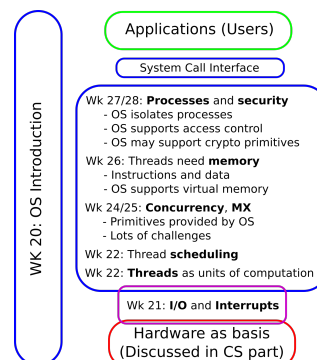 WK 20: OS Introduction
Applications (Users)
System Call Interface
Wk 27/28: Processes and security
- OS isolates processes
- OS supports access control
- OS may support crypto primitives
Wk 26: Threads need memory
- Instructions and data
- OS supports virtual memory
Wk 24/25: Concurrency, MX
- Primitives provided by OS
- Lots of challenges
Wk 22: Thread scheduling
Wk 22: Threads as units of computation
Wk 21: I/O and Interrupts
Hardware as basis
(Discussed in CS part)